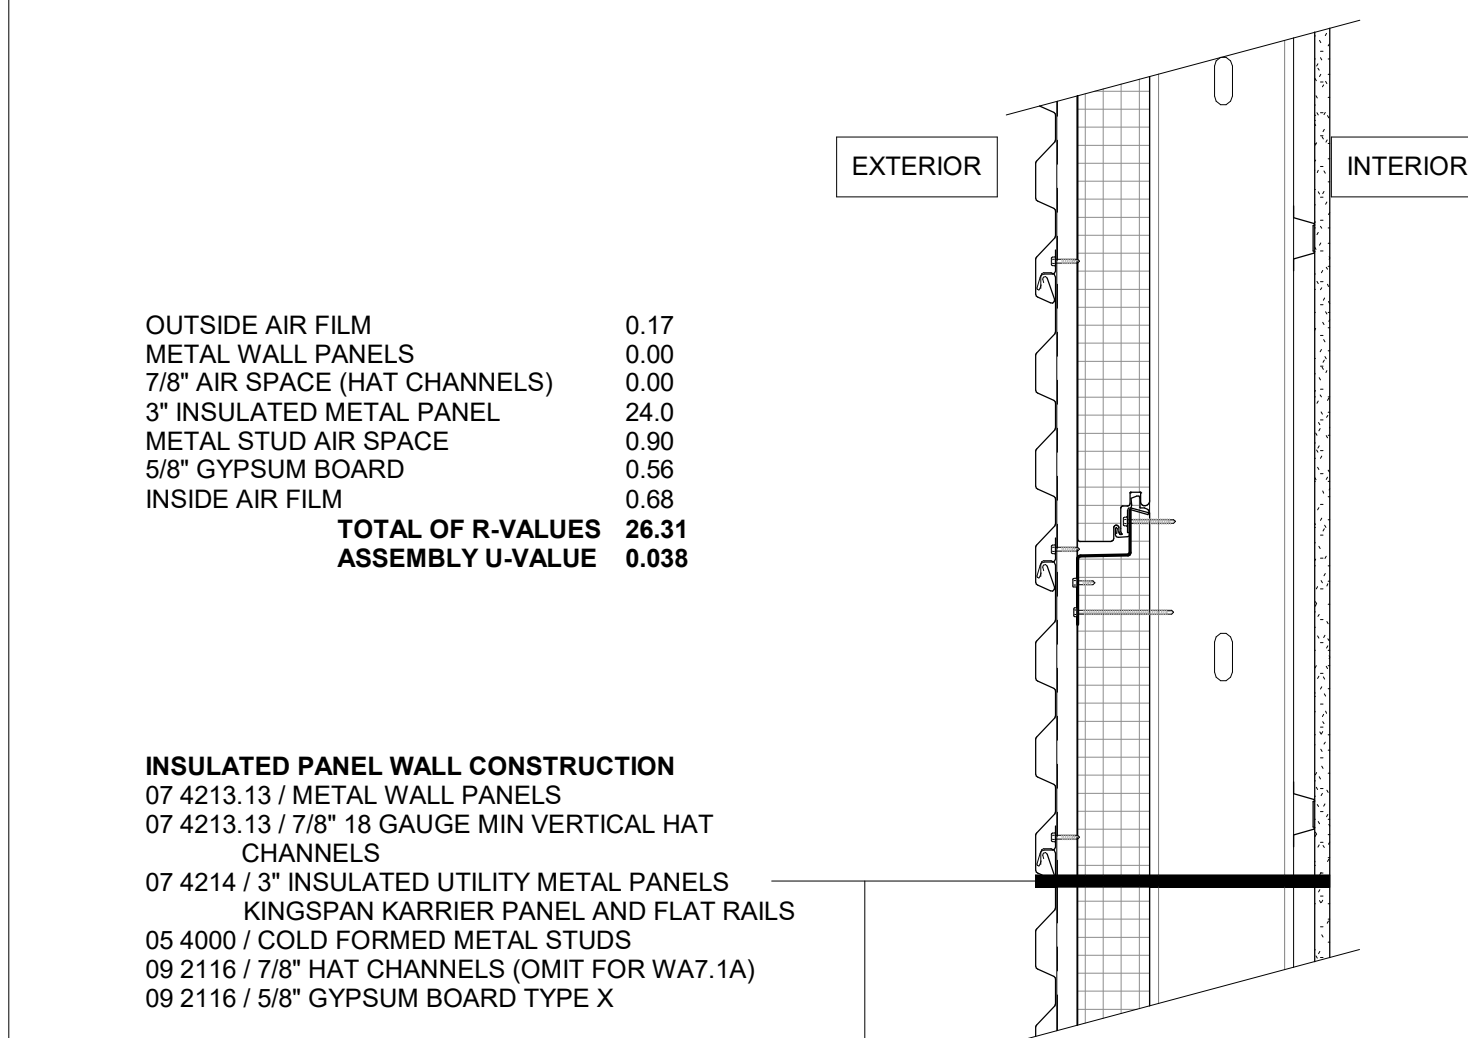 EXTERIOR
INTERIOR
OUTSIDE AIR FILM 0.17
METAL WALL PANELS 0.00
7/8" AIR SPACE (HAT CHANNELS) 0.00
3" INSULATED METAL PANEL 24.0
METAL STUD AIR SPACE 0.90
5/8" GYPSUM BOARD 0.56
INSIDE AIR FILM 0.68
TOTAL OF R-VALUES 26.31
ASSEMBLY U-VALUE 0.038
INSULATED PANEL WALL CONSTRUCTION
07 4213.13 / METAL WALL PANELS
07 4213.13 / 7/8" 18 GAUGE MIN VERTICAL HAT
CHANNELS
07 4214 / 3" INSULATED UTILITY METAL PANELS
KINGSPAN KARRIER PANEL AND FLAT RAILS
05 4000 / COLD FORMED METAL STUDS
09 2116 / 7/8" HAT CHANNELS (OMIT FOR WA7.1A)
09 2116 / 5/8" GYPSUM BOARD TYPE X